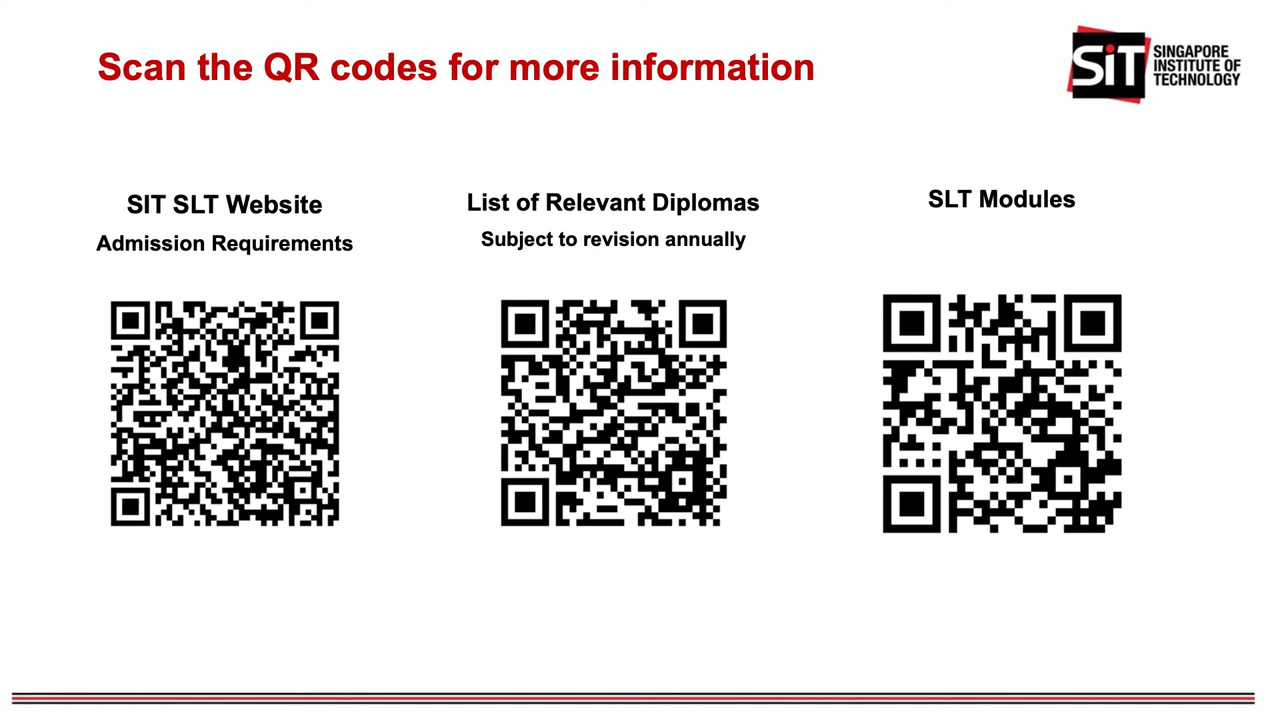 Scan the QR codes for more information
SiT
SINGAPORE
INSTITUTE OF
TECHNOLOGY
SIT SLT Website
Admission Requirements
List of Relevant Diplomas
Subject to revision annually
SLT Modules